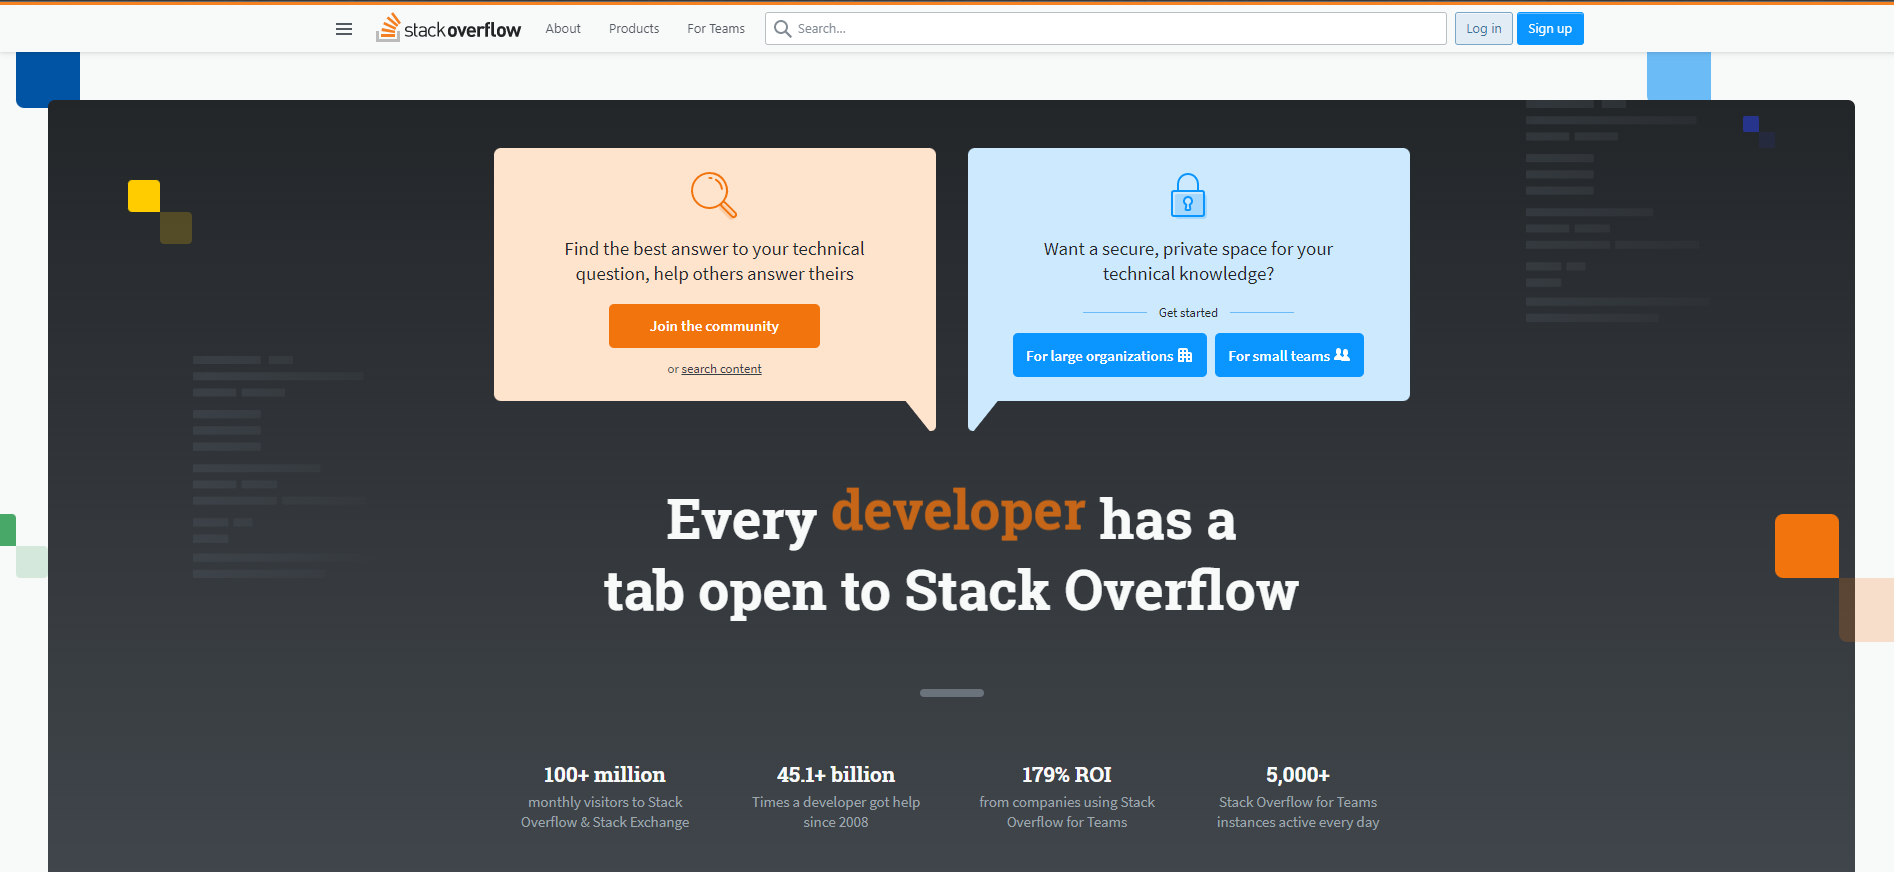 stackoverflow
About
Products
For Teams
Search...
Log in
Sign up
Find the best answer to your technical
question, help others answer theirs
Join the community
or search content
Want a secure, private space for your
technical knowledge?
Get started
For large organizations
For small teams
Every developer has a
tab open to Stack Overflow
100+ million
monthly visitors to Stack
Overflow & Stack Exchange
45.1+ billion
Times a developer got help
since 2008
179% ROI
from companies using Stack
Overflow for Teams
5,000+
Stack Overflow for Teams
instances active every day